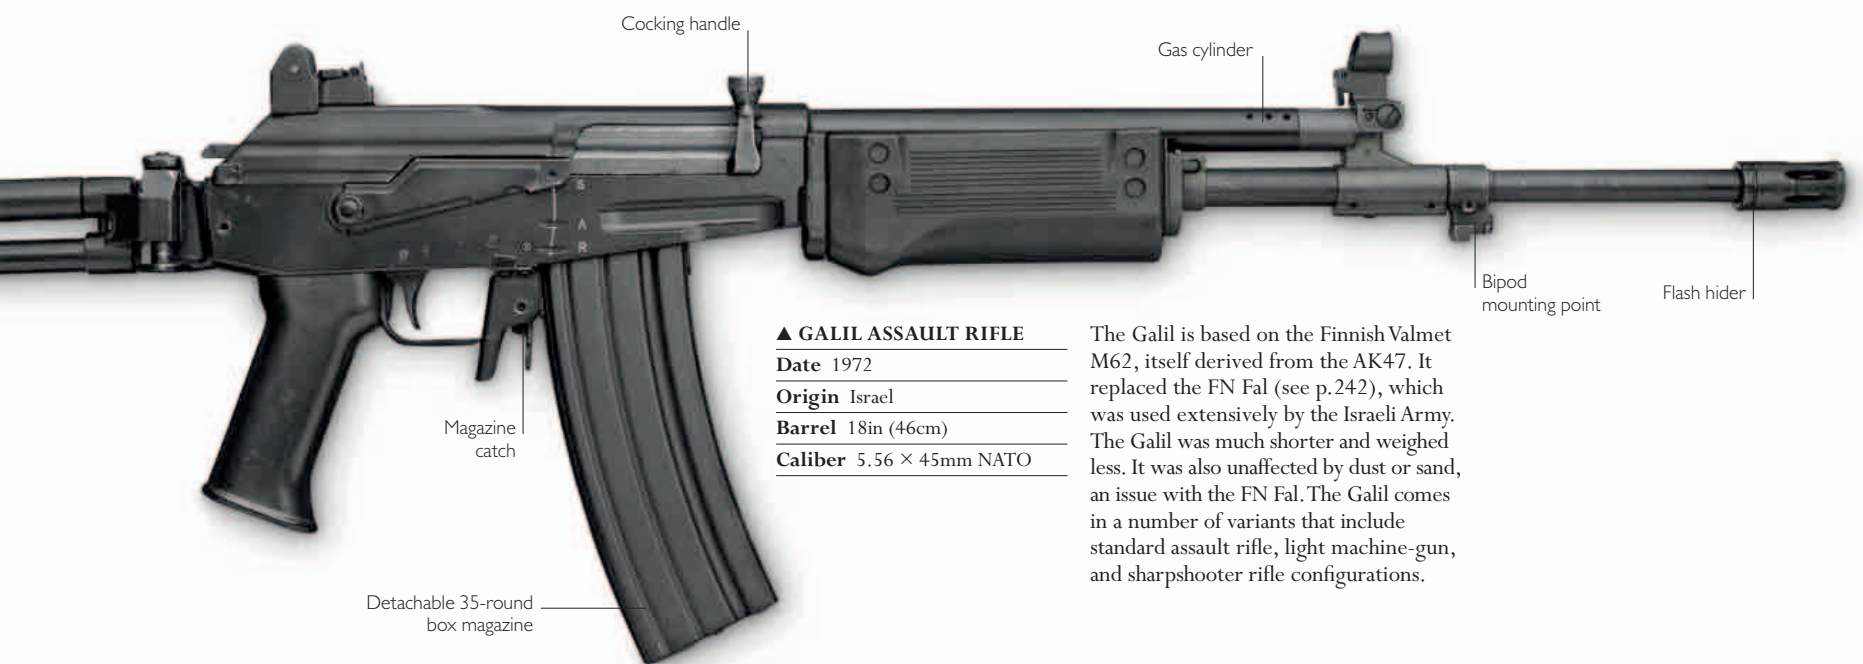 Cocking handle
Gas cylinder
S
A
R
Bipod
mounting point
Flash hider
Magazine
catch
Detachable 35-round
box magazine
▲ GALIL ASSAULT RIFLE
Date 1972
Origin Israel
Barrel 18in (46cm)
Caliber 5.56 × 45mm NATO
The Galil is based on the Finnish Valmet
M62, itself derived from the AK47. It
replaced the FN Fal (see p.242), which
was used extensively by the Israeli Army.
The Galil was much shorter and weighed
less. It was also unaffected by dust or sand,
an issue with the FN Fal. The Galil comes
in a number of variants that include
standard assault rifle, light machine-gun,
and sharpshooter rifle configurations.